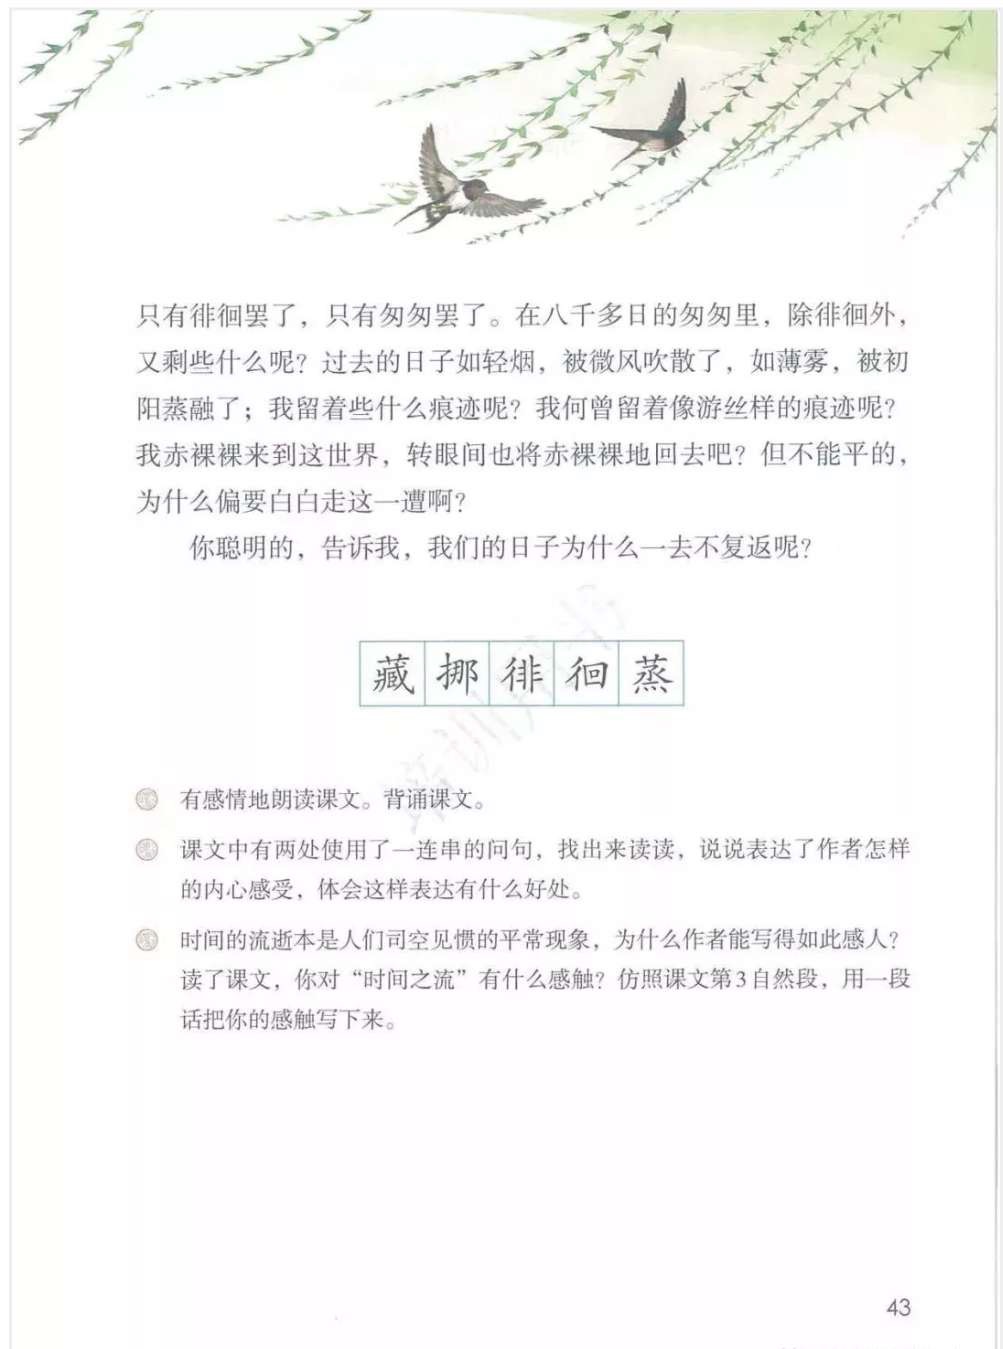 只有徘徊罢了，只有匆匆罢了。在八千多日的匆匆里，除徘徊外，
又剩些什么呢？过去的日子如轻烟，被微风吹散了，如薄雾，被初
阳蒸融了；我留着些什么痕迹呢？我何曾留着像游丝样的痕迹呢？
我赤裸裸来到这世界，转眼间也将赤裸裸地回去吧？但不能平的，
为什么偏要白白走这一遭啊？
你聪明的，告诉我，我们的日子为什么一去不复返呢？
藏挪徘徊蒸
有感情地朗读课文。背诵课文。
课文中有两处使用了一连串的问句，找出来读读，说说表达了作者怎样
的内心感受，体会这样表达有什么好处。
时间的流逝本是人们司空见惯的平常现象，为什么作者能写得如此感人？
读了课文，你对“时间之流”有什么感触？仿照课文第3自然段，用一段
话把你的感触写下来。
43